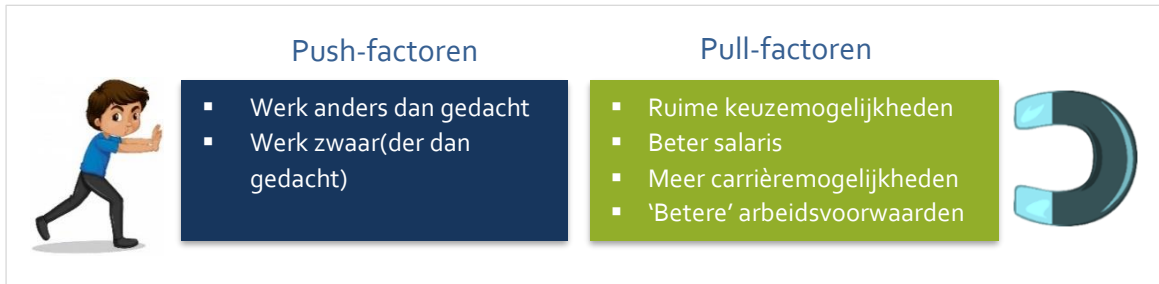 Push-factoren
▪ Werk anders dan gedacht
▪ Werk zwaar(der dan
gedacht)
Pull-factoren
▪ Ruime keuzemogelijkheden
▪ Beter salaris
▪ Meer carrièremogelijkheden
▪ ‘Betere’ arbeidsvoorwaarden